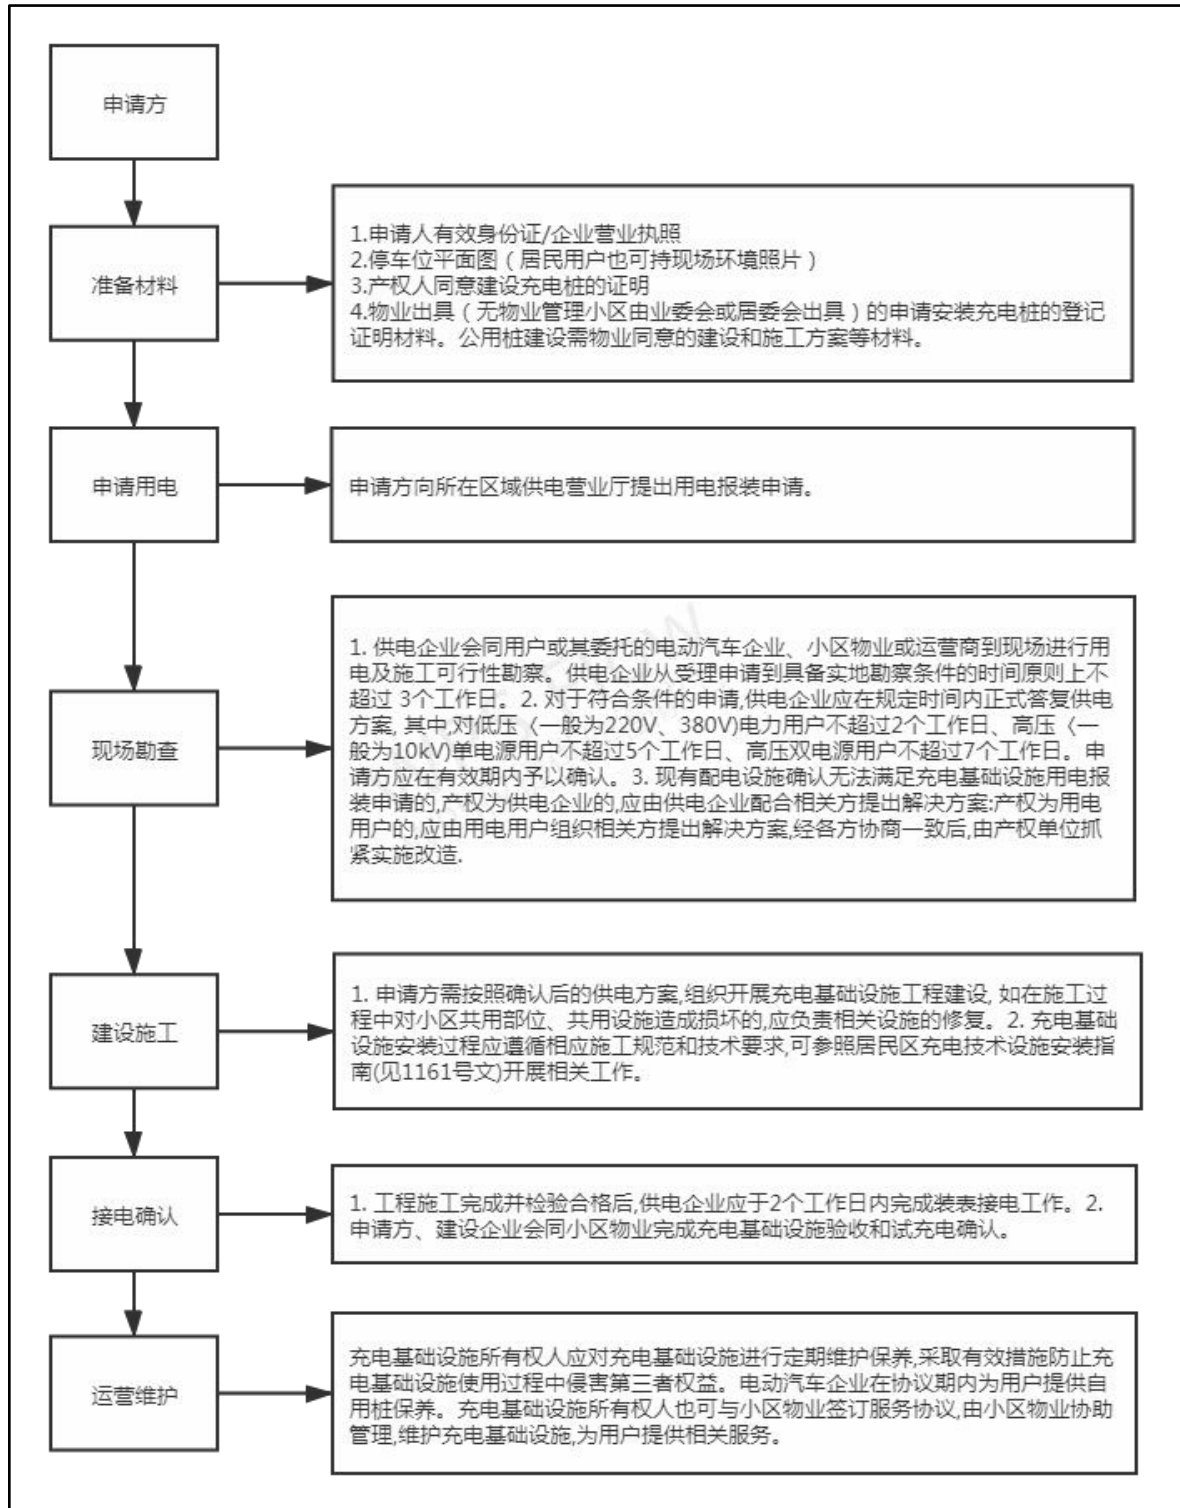 申请方
准备材料
1.申请人有效身份证/企业营业执照
2.停车位平面图（居民用户也可持现场环境照片）
3.产权人同意建设充电桩的证明
4.物业出具（无物业管理小区由业委会或居委会出具）的申请安装充电桩的登记
证明材料。公用桩建设需物业同意的建设和施工方案等材料。
申请用电
申请方向所在区域供电营业厅提出用电报装申请。
现场勘查
1. 供电企业会同用户或其委托的电动汽车企业、小区物业或运营商到现场进行用
电及施工可行性勘察。供电企业从受理申请到具备实地勘察条件的时间原则上不
超过 3个工作日。2. 对于符合条件的申请,供电企业应在规定时间内正式答复供电
方案, 其中,对低压〈一般为220V、380V)电力用户不超过2个工作日、高压〈一
般为10kV)单电源用户不超过5个工作日、高压双电源用户不超过7个工作日。申
请方应在有效期内予以确认。3. 现有配电设施确认无法满足充电基础设施用电报
装申请的,产权为供电企业的,应由供电企业配合相关方提出解决方案:产权为用电
用户的,应由用电用户组织相关方提出解决方案,经各方协商一致后,由产权单位抓
紧实施改造.
建设施工
1. 申请方需按照确认后的供电方案,组织开展充电基础设施工程建设, 如在施工过
程中对小区共用部位、共用设施造成损坏的,应负责相关设施的修复。2. 充电基础
设施安装过程应遵循相应施工规范和技术要求,可参照居民区充电技术设施安装指
南(见1161号文)开展相关工作。
接电确认
1. 工程施工完成并检验合格后,供电企业应于2个工作日内完成装表接电工作。2.
申请方、建设企业会同小区物业完成充电基础设施验收和试充电确认。
运营维护
充电基础设施所有权人应对充电基础设施进行定期维护保养,采取有效措施防止充
电基础设施使用过程中侵害第三者权益。电动汽车企业在协议期内为用户提供自
用桩保养。充电基础设施所有权人也可与小区物业签订服务协议,由小区物业协助
管理,维护充电基础设施,为用户提供相关服务。